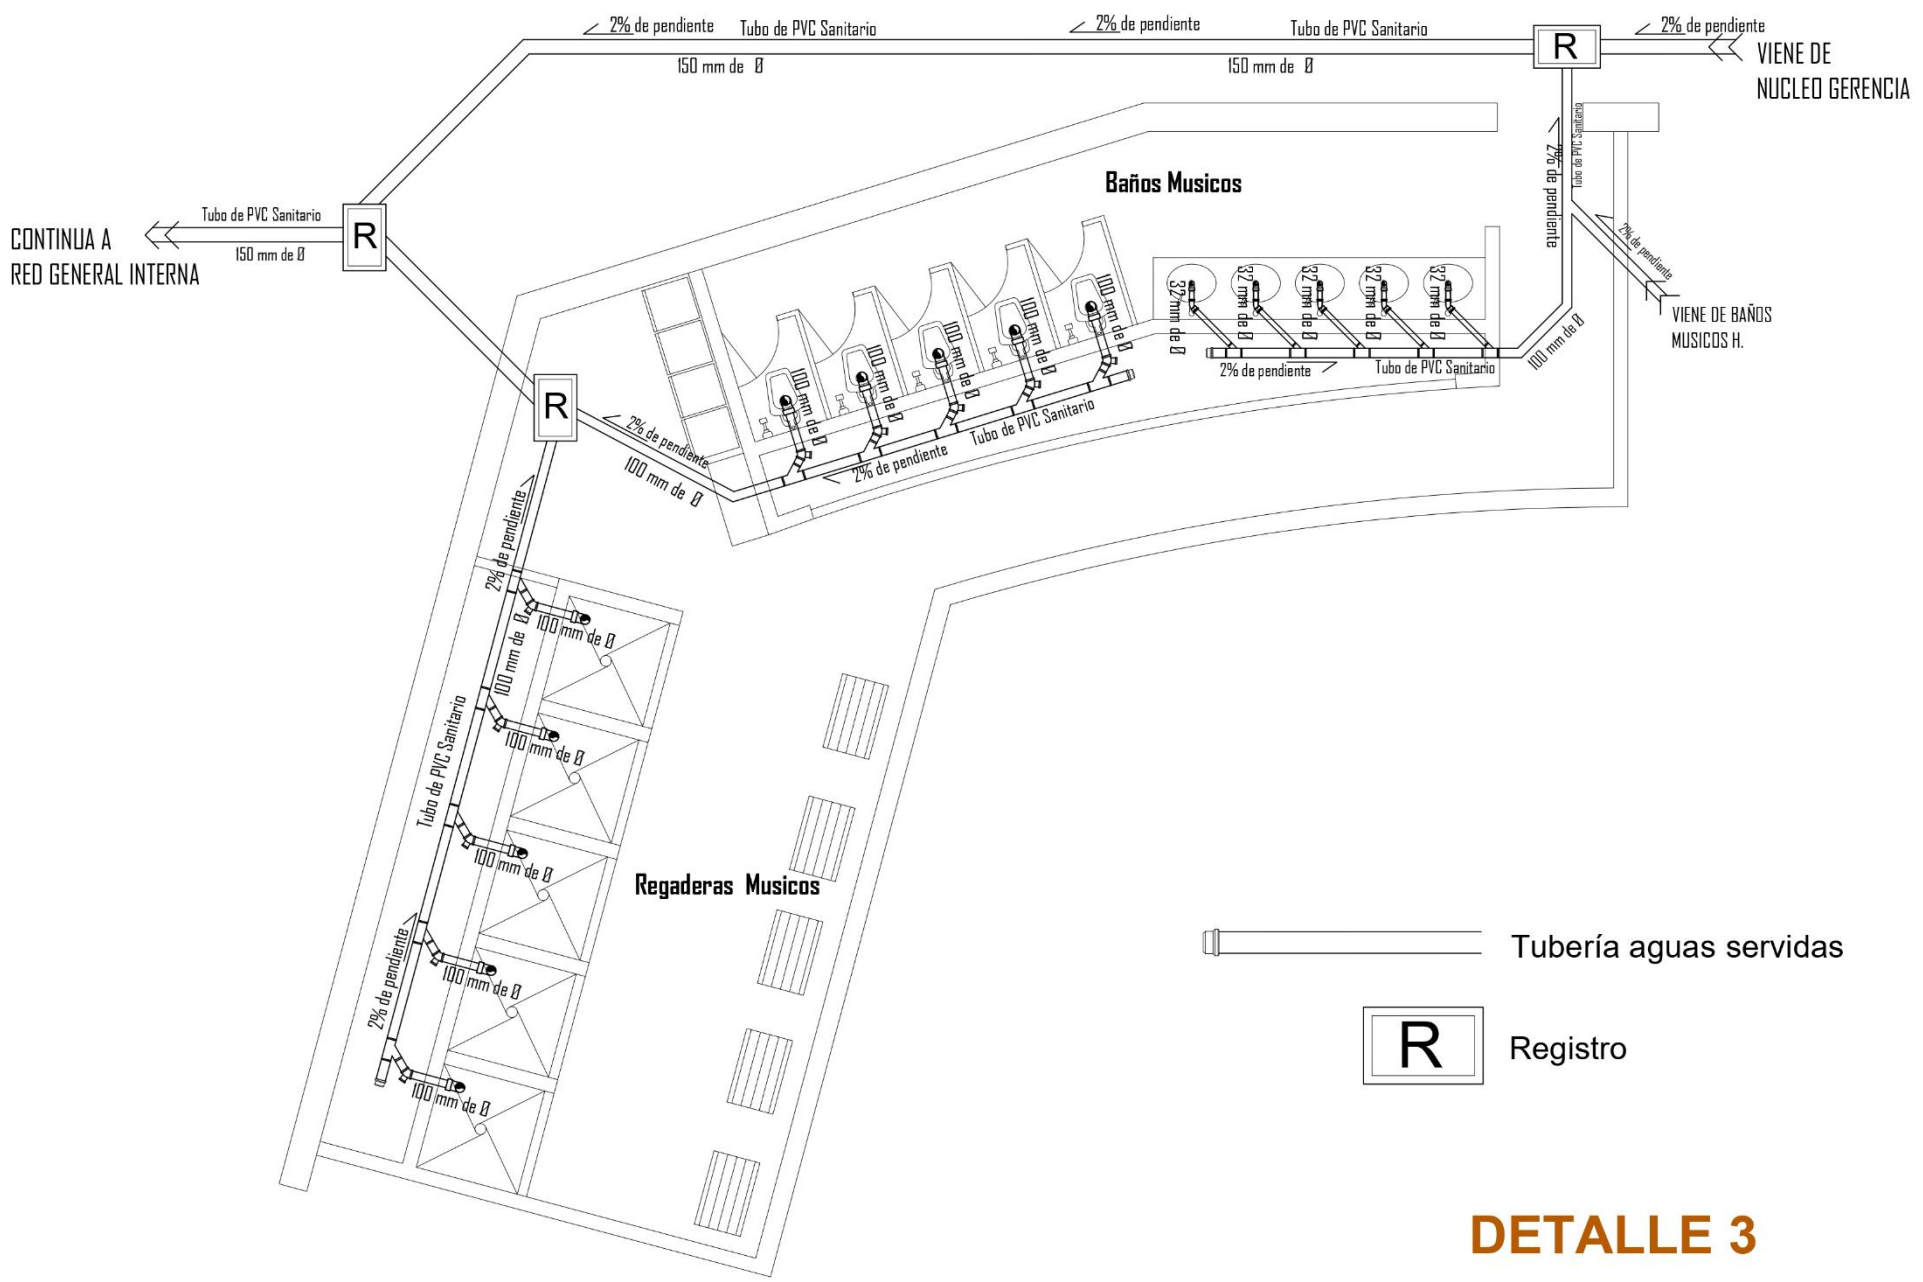 2% de pendiente
Tubo de PVC Sanitario
2% de pendiente
Tubo de PVC Sanitario
2% de pendiente
R
150 mm de Ø
150 mm de Ø
VIENE DE
NUCLEO GERENCIA
2% de pendiente
Tubo de PVC Sanitario
Baños Musicos
Tubo de PVC Sanitario
R
150 mm de Ø
CONTINUA A
RED GENERAL INTERNA
2% de pendiente
VIENE DE BAÑOS
MUSICOS H.
32 mm de Ø
32 mm de Ø
32 mm de Ø
32 mm de Ø
32 mm de Ø
100 mm de Ø
2% de pendiente
Tubo de PVC Sanitario
100 mm de Ø
100 mm de Ø
100 mm de Ø
100 mm de Ø
100 mm de Ø
R
2% de pendiente
100 mm de Ø
2% de pendiente
Tubo de PVC Sanitario
2% de pendiente
100 mm de Ø
100 mm de Ø
100 mm de Ø
Tubo de PVC Sanitario
100 mm de Ø
Regaderas Musicos
2% de pendiente
100 mm de Ø
100 mm de Ø
Tubería aguas servidas
R
Registro
DETALLE 3